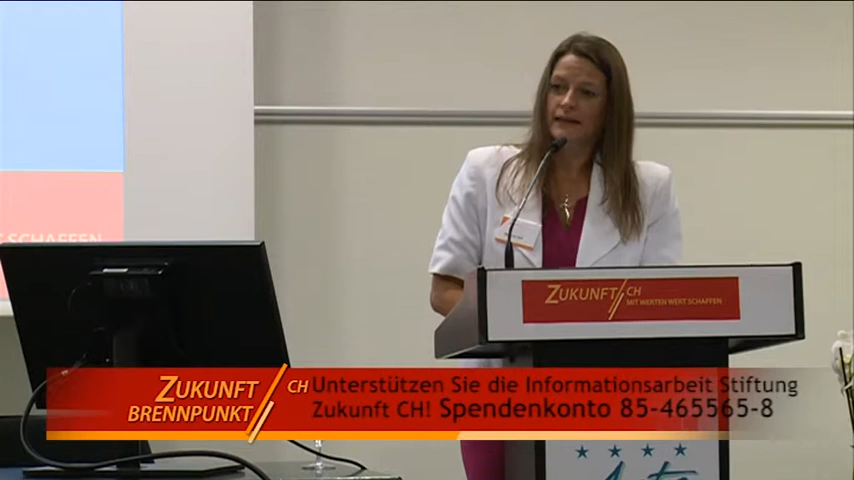 SCHAFFEN
ZUKUNFT CH
MIT WERTEN WERT SCHAFFEN
ZUKUNFT CH
BRENNPUNKT
Unterstützen Sie die Informationsarbeit Stiftung
Zukunft CH! Spendenkonto 85-465565-8